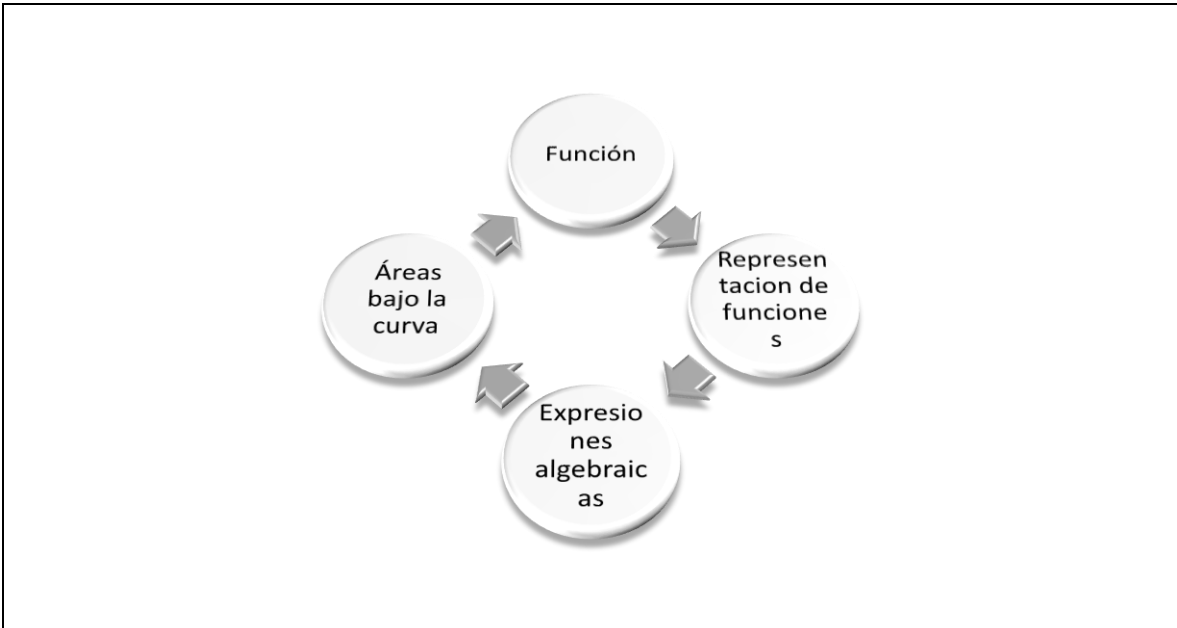 Función
Represen
tacion de
funcione
s
Expresio
nes
algebraic
as
Áreas
bajo la
curva